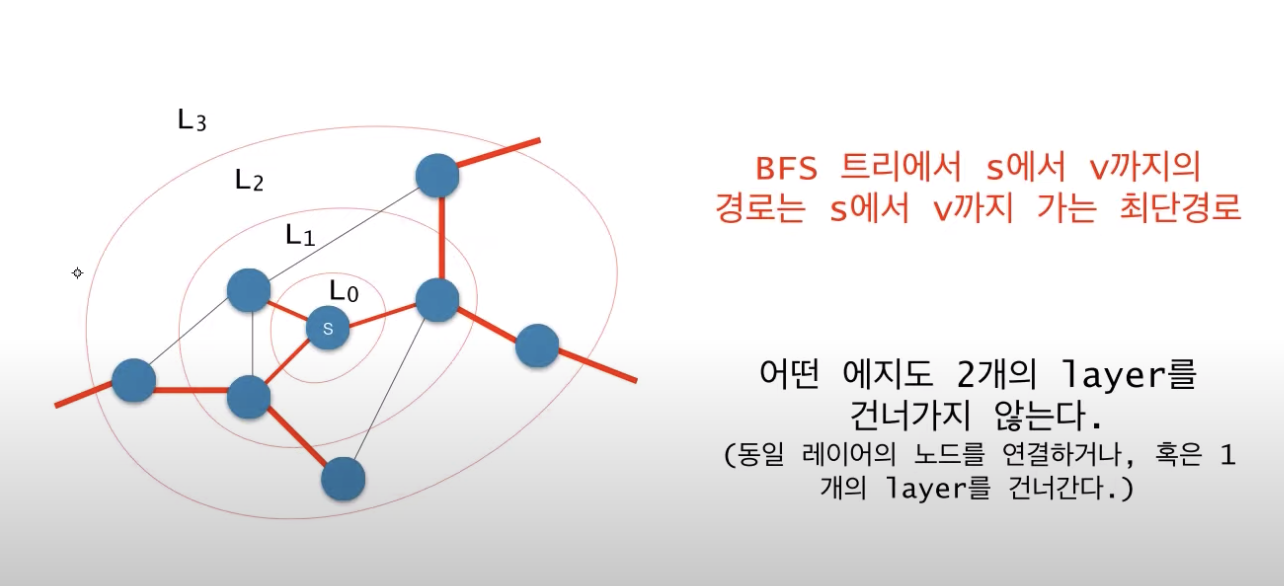 L3
L2
L1
L0
S
BFS 트리에서 s에서 v까지의
경로는 s에서 v까지 가는 최단경로
어떤 에지도 2개의 layer를
건너가지 않는다.
(동일 레이어의 노드를 연결하거나, 혹은 1
개의 layer를 건너간다.)